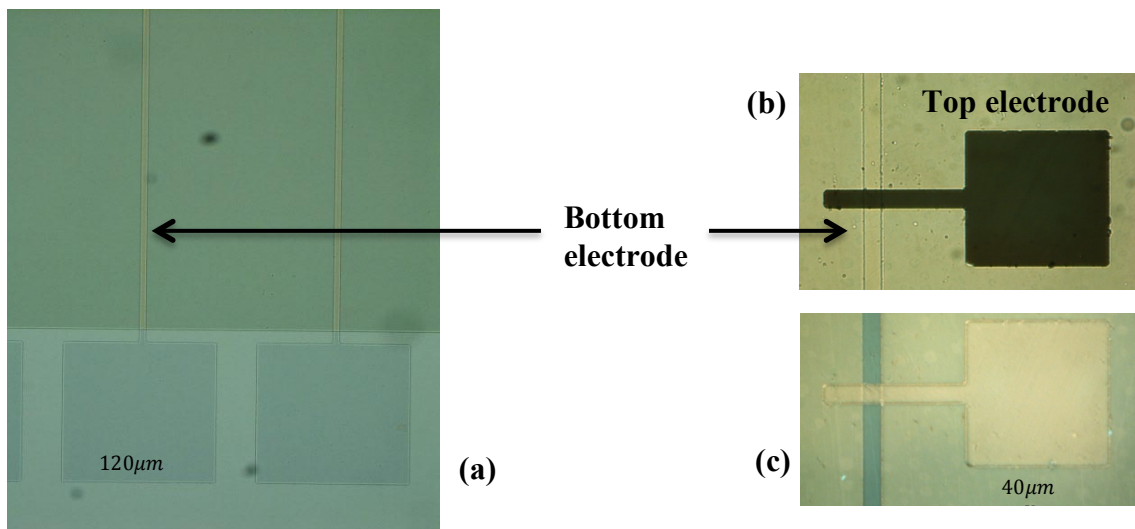 (b)
Top electrode
Bottom
electrode
120μm
(a)
(c)
40μm